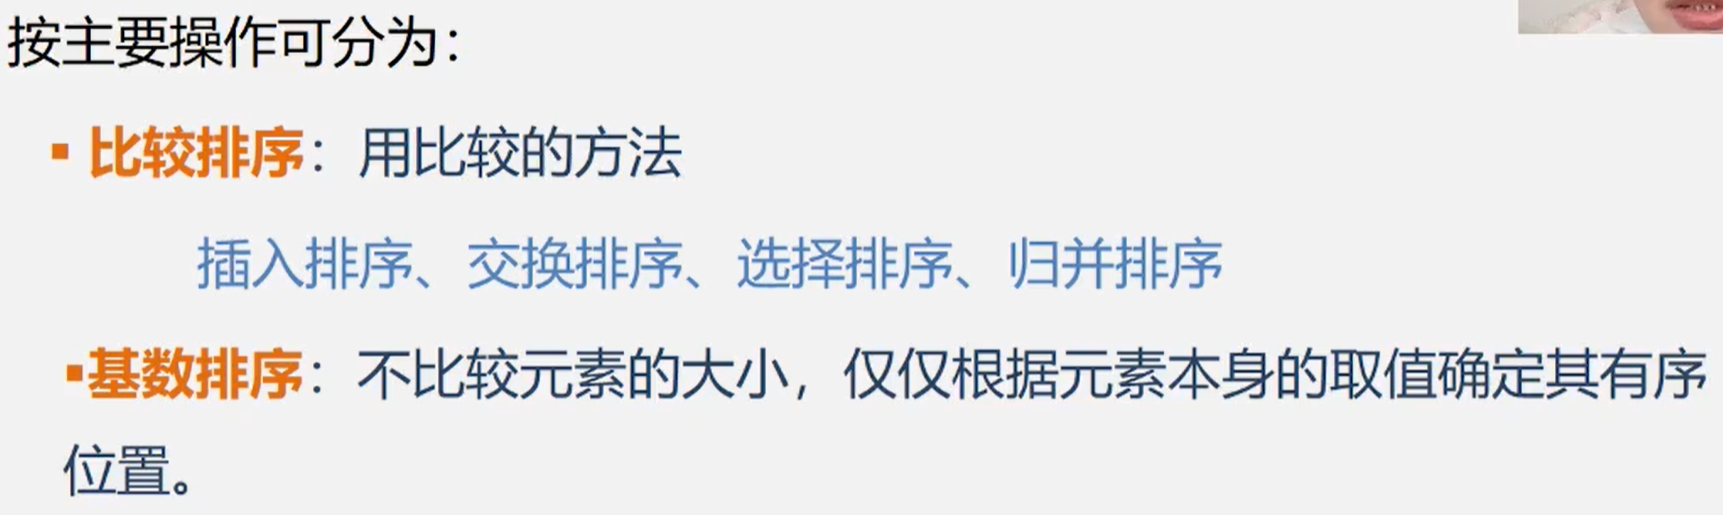 按主要操作可分为：
▪ 比较排序：用比较的方法
插入排序、交换排序、选择排序、归并排序
▪基数排序：不比较元素的大小，仅仅根据元素本身的取值确定其有序
位置。